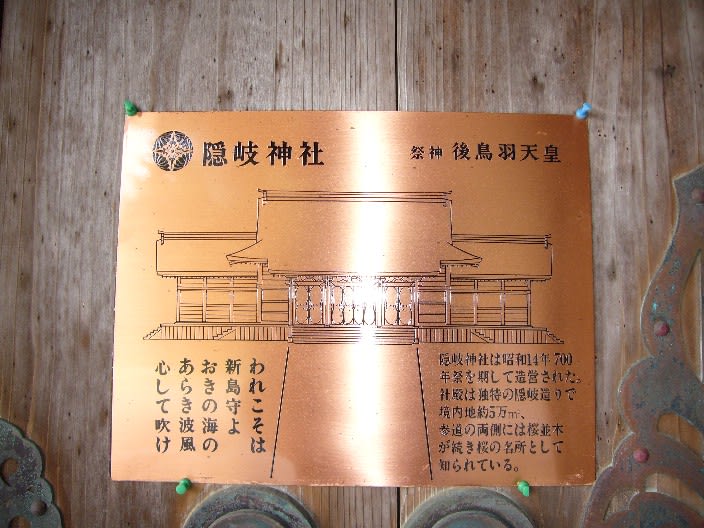 隠岐神社
祭神 後鳥羽天皇
われこそは
新島守よ
おきの海の
あらき波風
心して吹け
隠岐神社は昭和14年700
年祭を期して造営された。
社殿は独特の隠岐造りで
境内地約5万㎡、
参道の両側には桜並木
が続き桜の名所として
知られている。